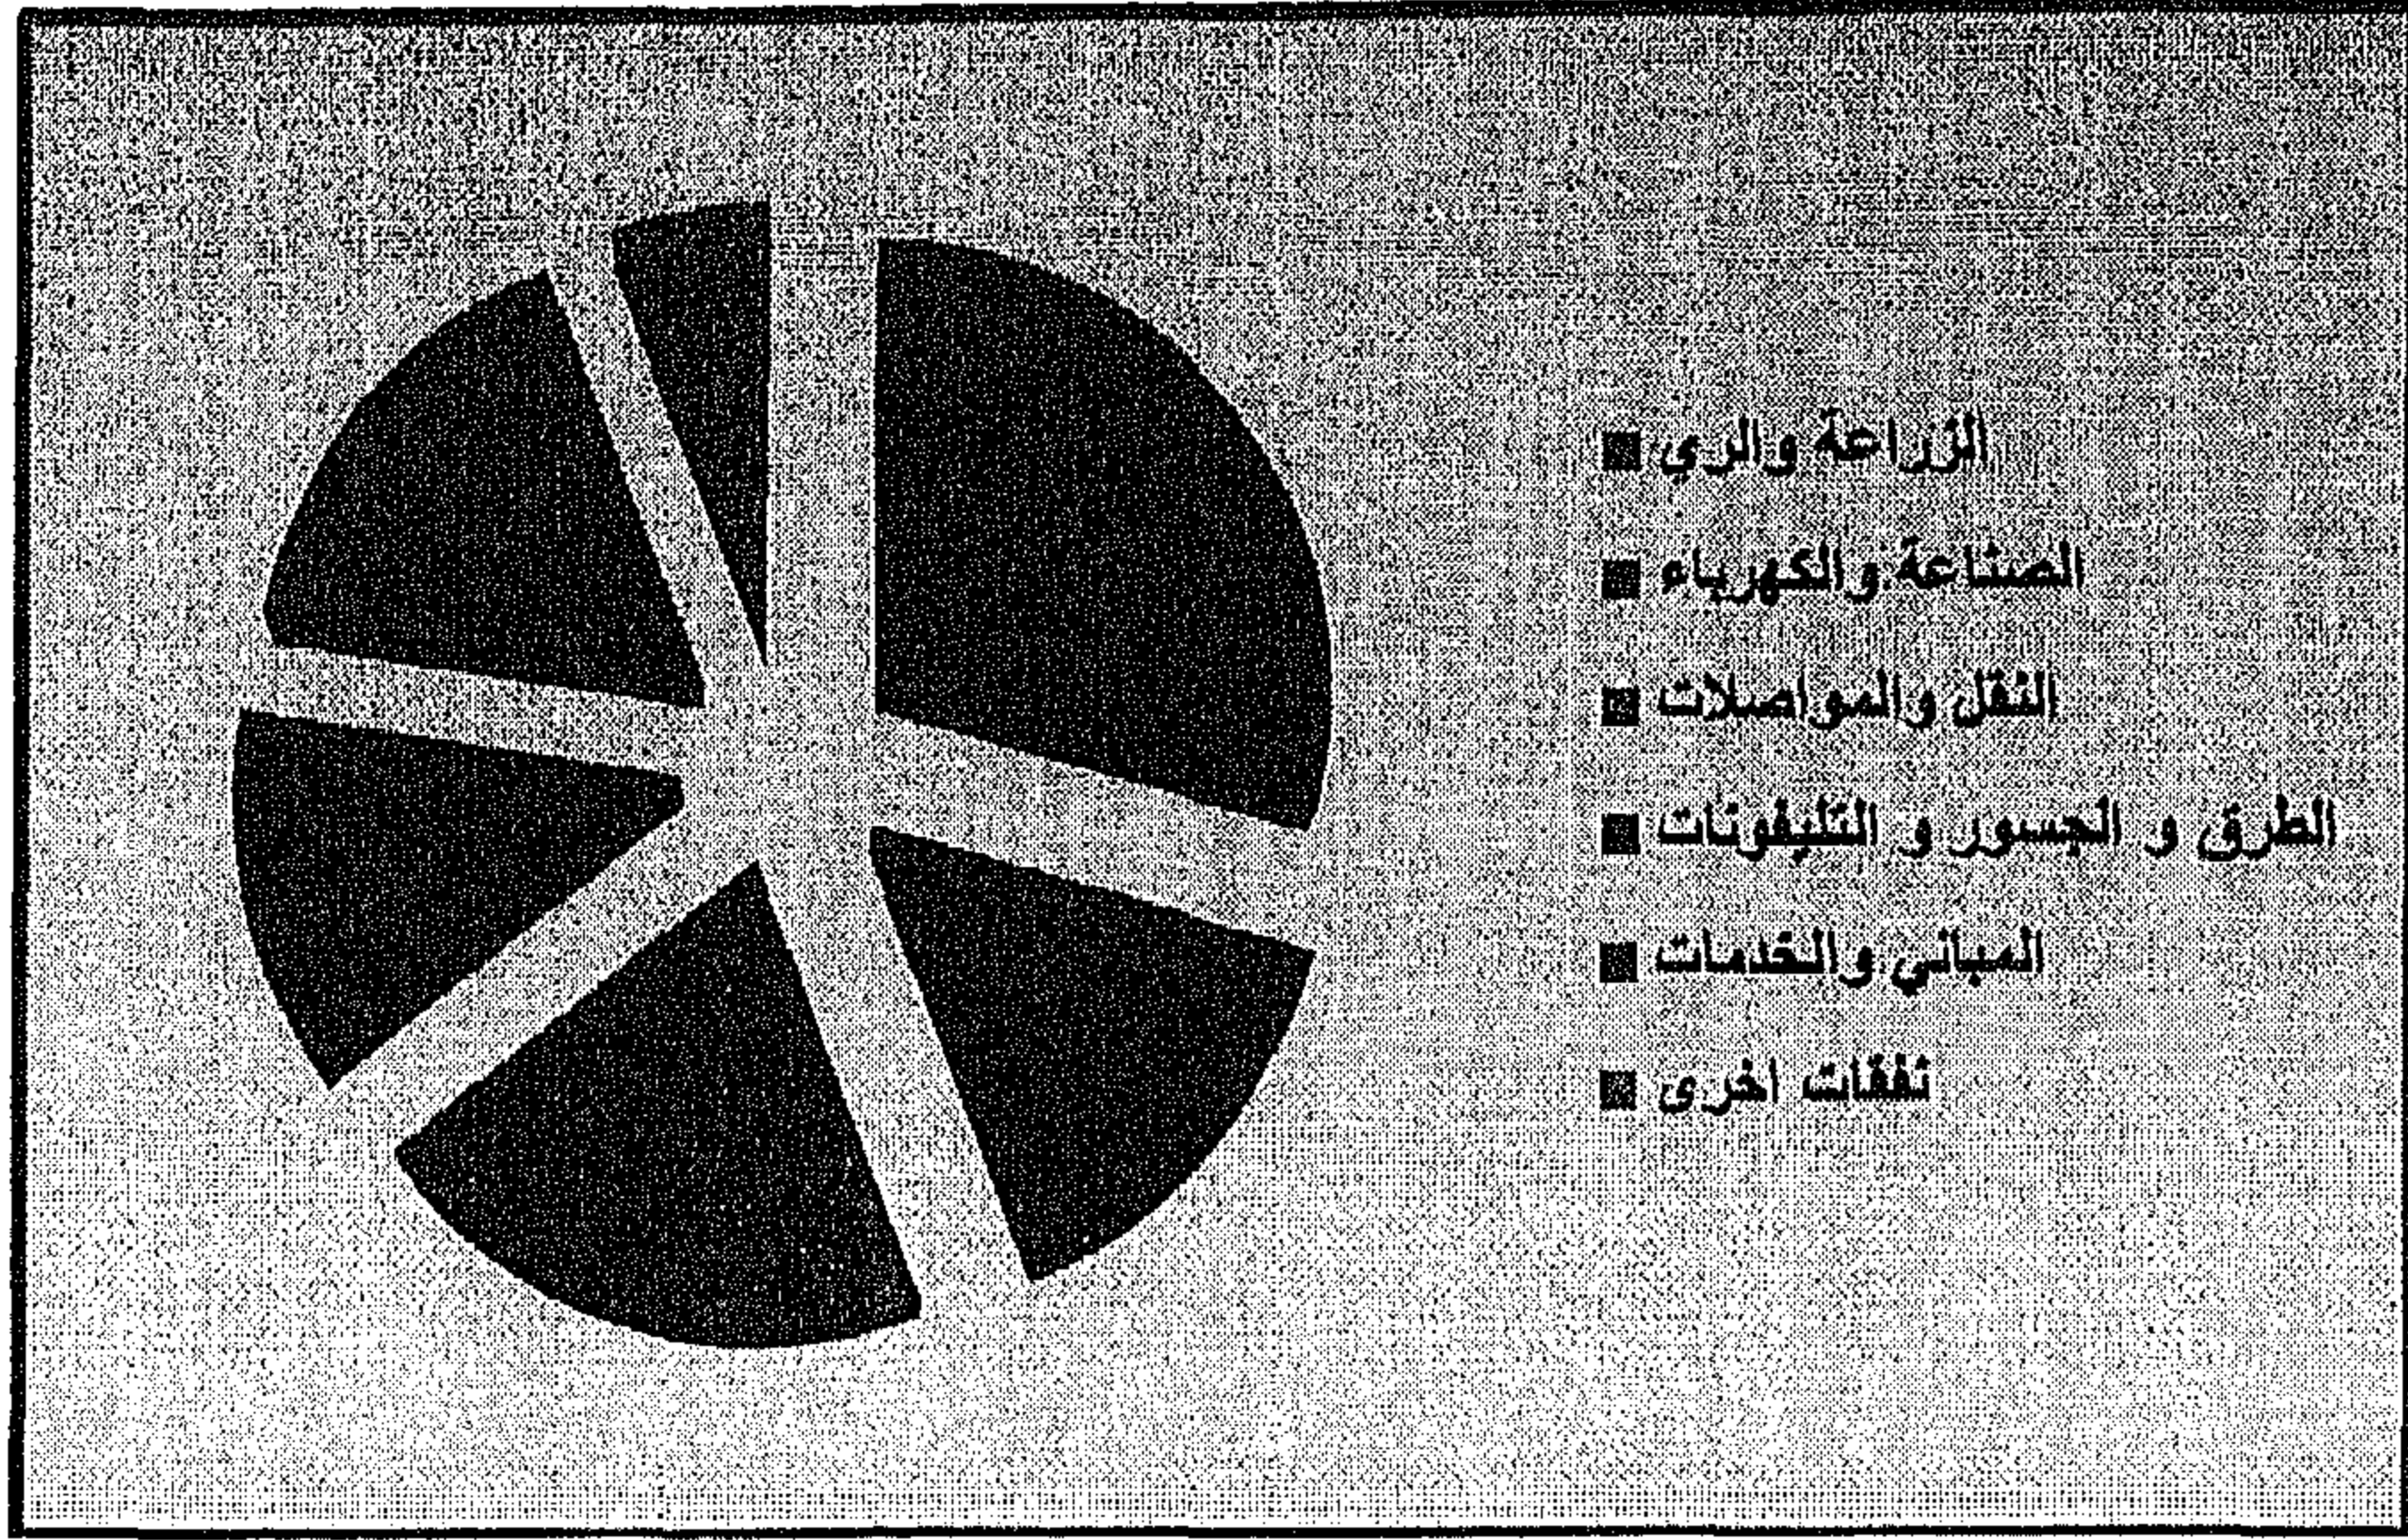 الزراعة والري
الصناعة والكهرباء
النقل والمواصلات
الطرق و الجسور و التليفونات
المباني والخدمات
نفقات اخرى